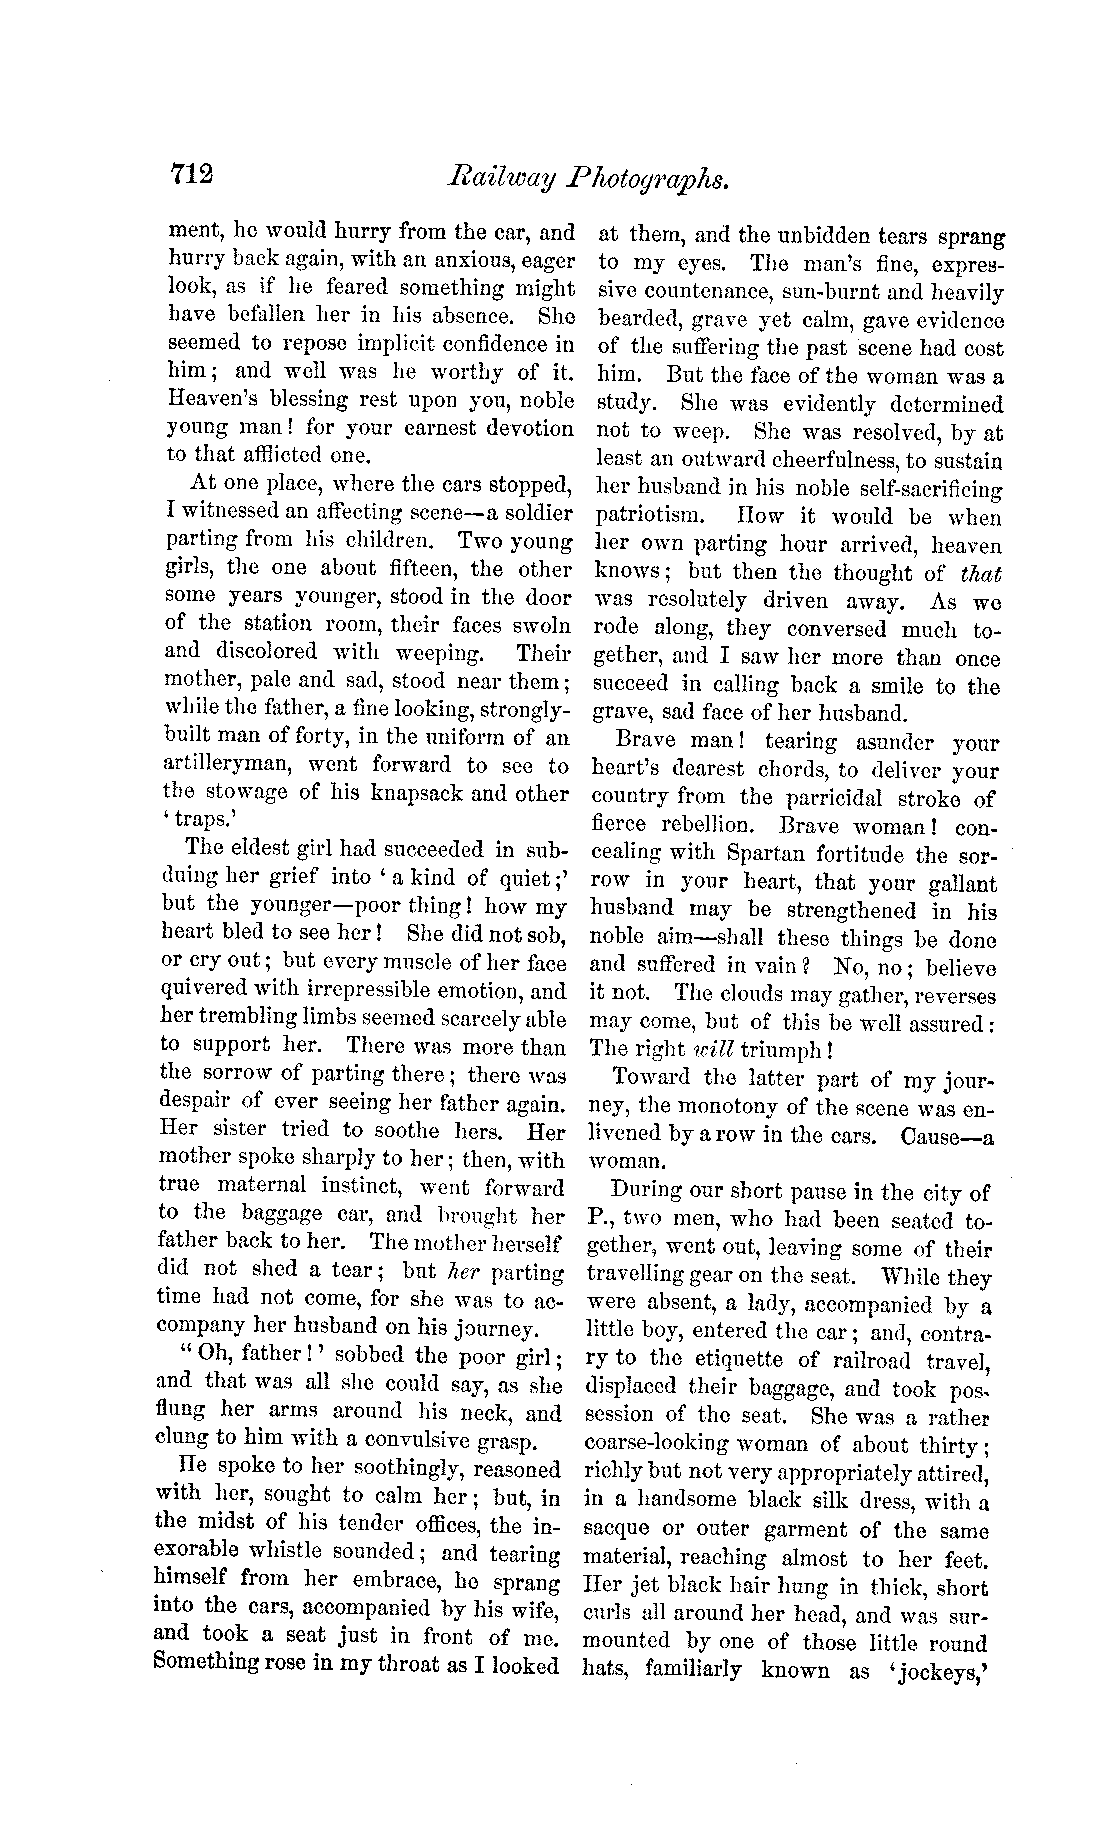 712
Railway Photographs.
ment, he would hurry from the car, and
hurry back again, with an anxious, eager
look, as if he feared something might
have befallen her in his absence. She
seemed to repose implicit confidence in
him; and well was he worthy of it.
Heaven's blessing rest upon you, noble
young man! for your earnest devotion
to that afflicted one.
At one place, where the cars stopped,
I witnessed an affecting scene—a soldier
parting from his children. Two young
girls, the one about fifteen, the other
some years younger, stood in the door
of the station room, their faces swoln
and discolored with weeping. Their
mother, pale and sad, stood near them;
while the father, a fine looking, strongly-
built man of forty, in the uniform of an
artilleryman, went forward to see to
the stowage of his knapsack and other
'traps.'
The eldest girl had succeeded in sub-
duing her grief into 'a kind of quiet;'
but the younger—poor thing! how my
heart bled to see her! She did not sob,
or cry out; but every muscle of her face
quivered with irrepressible emotion, and
her trembling limbs seemed scarcely able
to support her. There was more than
the sorrow of parting there; there was
despair of ever seeing her father again.
Her sister tried to soothe hers. Her
mother spoke sharply to her; then, with
true maternal instinct, went forward
to the baggage car, and brought her
father back to her. The mother herself
did not shed a tear; but her parting
time had not come, for she was to ac-
company her husband on his journey.
"Oh, father!' sobbed the poor girl;
and that was all she could say, as she
flung her arms around his neck, and
clung to him with a convulsive grasp.
He spoke to her soothingly, reasoned
with her, sought to calm her; but, in
the midst of his tender offices, the in-
exorable whistle sounded; and tearing
himself from her embrace, he sprang
into the cars, accompanied by his wife,
and took a seat just in front of me.
Something rose in my throat as I looked
at them, and the unbidden tears sprang
to my eyes. The man's fine, expres-
sive countenance, sun-burnt and heavily
bearded, grave yet calm, gave evidence
of the suffering the past scene had cost
him. But the face of the woman was a
study. She was evidently determined
not to weep. She was resolved, by at
least an outward cheerfulness, to sustain
her husband in his noble self-sacrificing
patriotism. How it would be when
her own parting hour arrived, heaven
knows; but then the thought of that
was resolutely driven away. As we
rode along, they conversed much to-
gether, and I saw her more than once
succeed in calling back a smile to the
grave, sad face of her husband.
Brave man! tearing asunder your
heart's dearest chords, to deliver your
country from the parricidal stroke of
fierce rebellion. Brave woman! con-
cealing with Spartan fortitude the sor-
row in your heart, that your gallant
husband may be strengthened in his
noble aim—shall these things be done
and suffered in vain? No, no; believe
it not. The clouds may gather, reverses
may come, but of this be well assured:
The right will triumph!
Toward the latter part of my jour-
ney, the monotony of the scene was en-
livened by a row in the cars. Cause—a
woman.
During our short pause in the city of
P., two men, who had been seated to-
gether, went out, leaving some of their
travelling gear on the seat. While they
were absent, a lady, accompanied by a
little boy, entered the car; and, contra-
ry to the etiquette of railroad travel,
displaced their baggage, and took pos-
session of the seat. She was a rather
coarse-looking woman of about thirty;
richly but not very appropriately attired,
in a handsome black silk dress, with a
sacque or outer garment of the same
material, reaching almost to her feet.
Her jet black hair hung in thick, short
curls all around her head, and was sur-
mounted by one of those little round
hats, familiarly known as 'jockeys,'